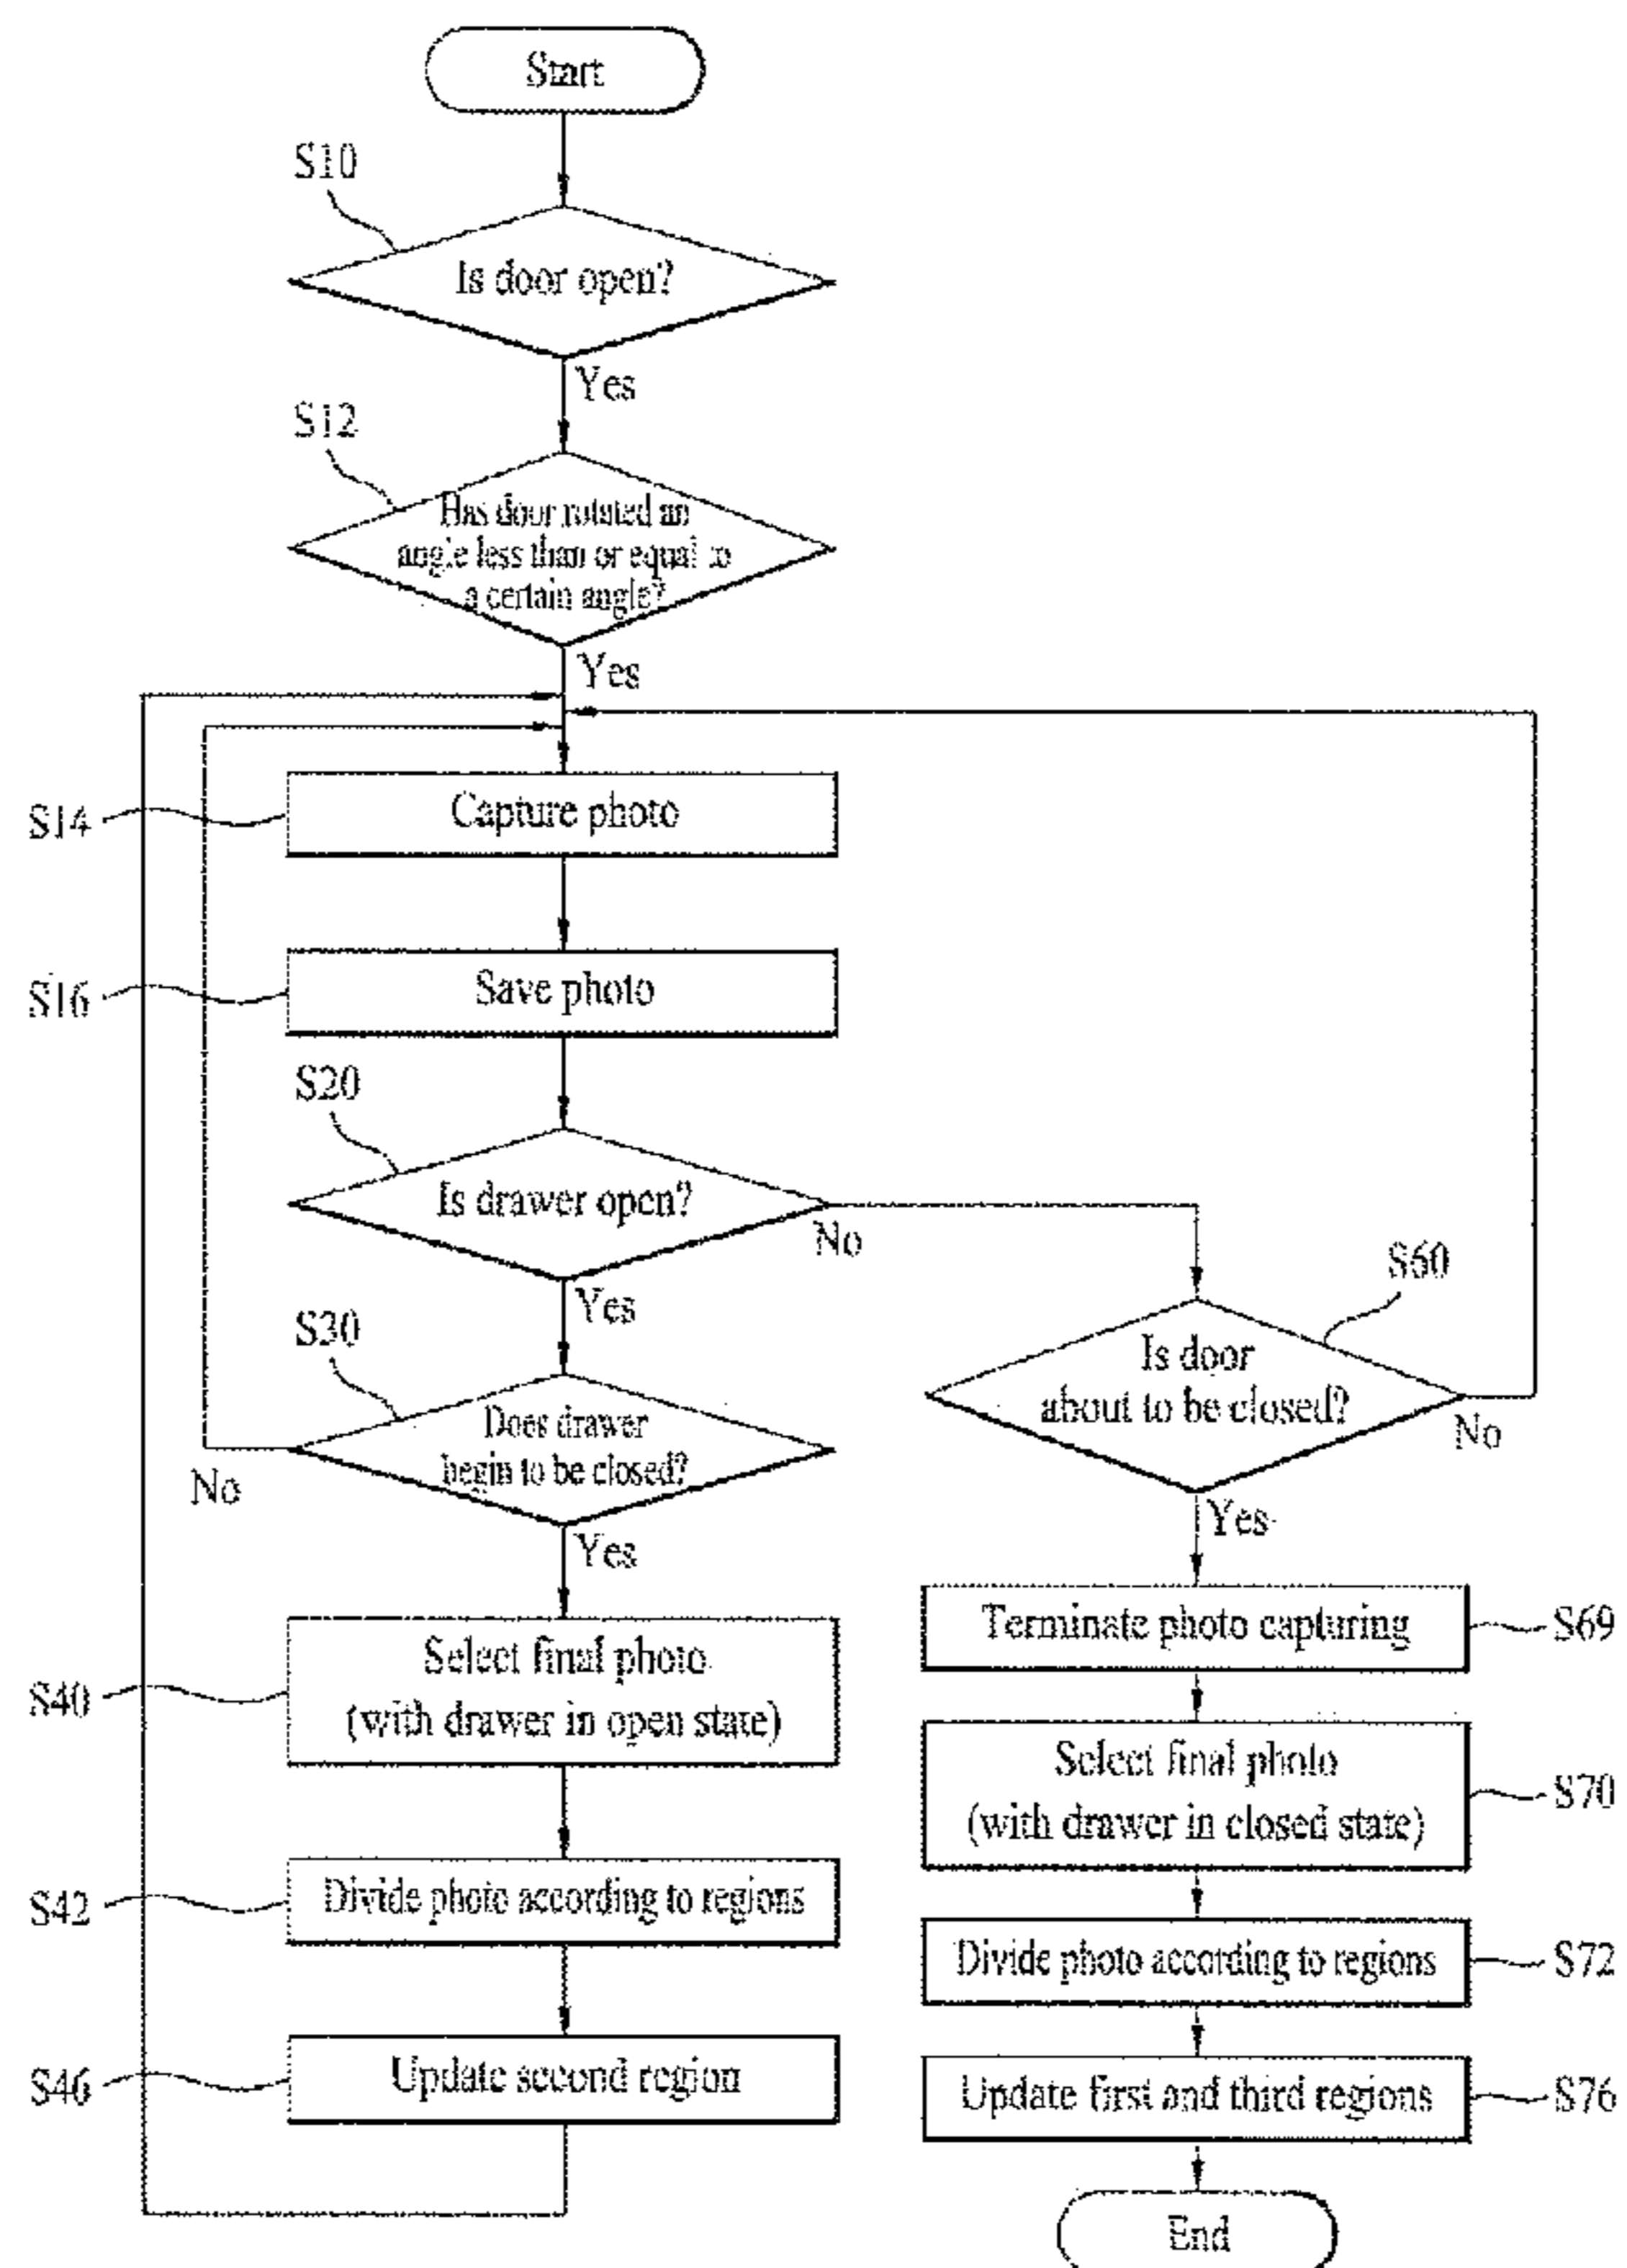 Start
S10
Is door open?
Yes
S12
Has door rotated an
angle less than or equal to
a certain angle?
Yes
S14
Capture photo
S16
Save photo
S20
Is drawer open?
No
Yes
S60
Is door
about to be closed?
No
Yes
S30
Does drawer
begin to be closed?
No
Yes
S40
Select final photo
(with drawer in open state)
S42
Divide photo according to regions
S46
Update second region
Terminate photo capturing
S69
Select final photo
(with drawer in closed state)
S70
Divide photo according to regions
S72
Update first and third regions
S76
End